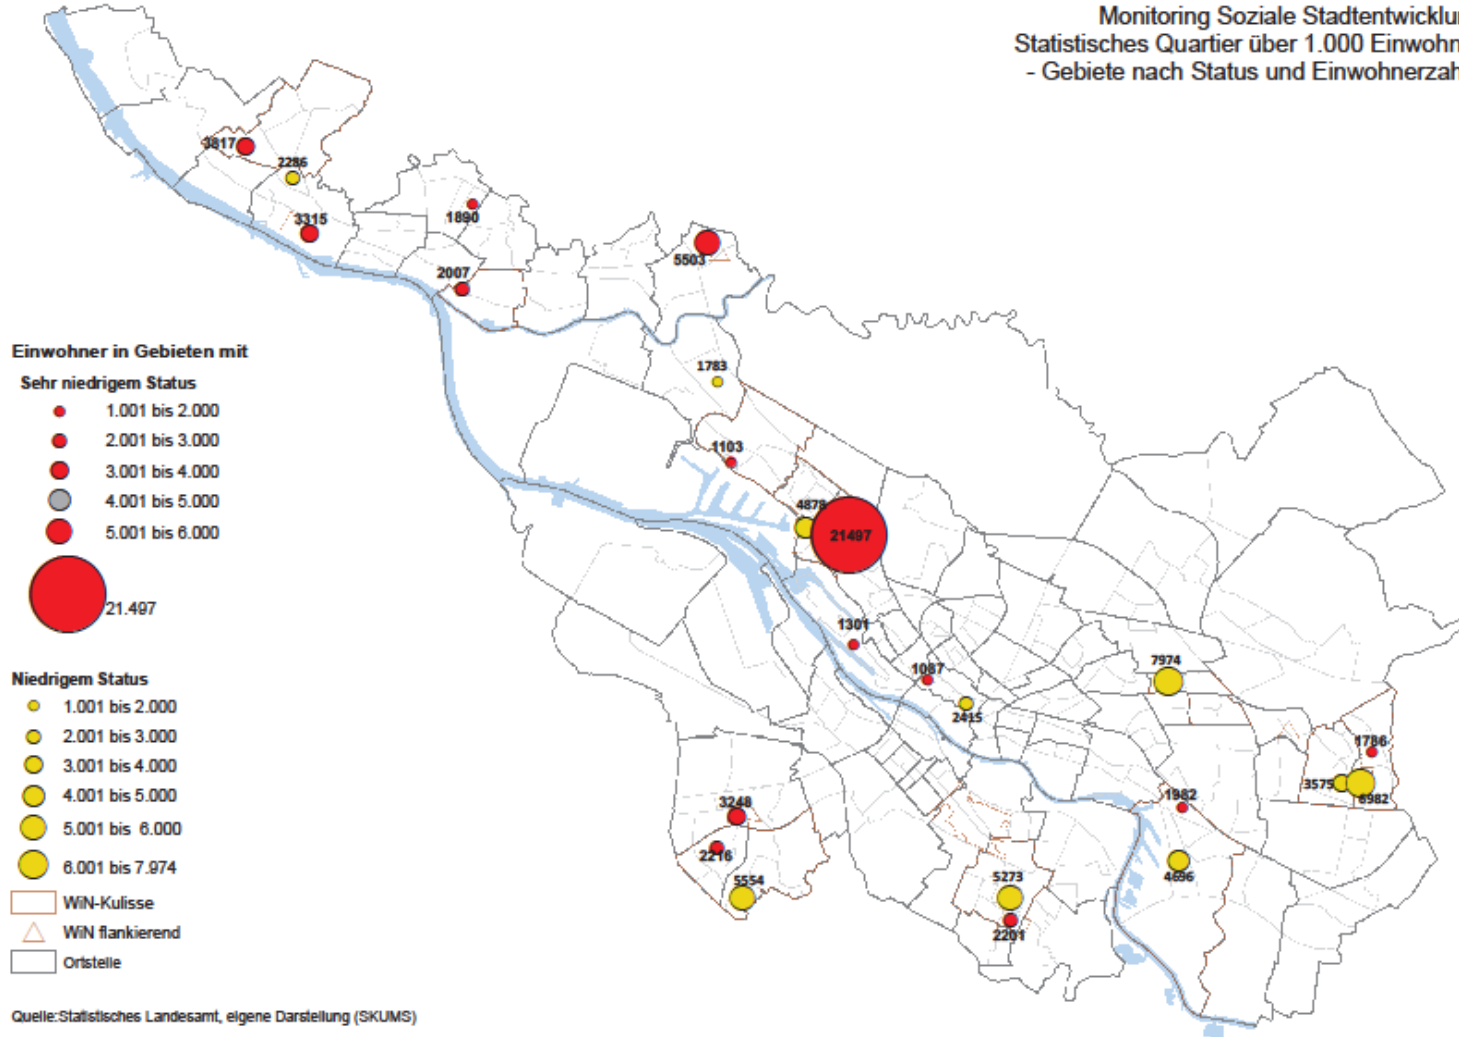 Monitoring Soziale Stadtentwicklu
Statistisches Quartier über 1.000 Einwohn
- Gebiete nach Status und Einwohnerzah
3817
2286
3315
1890
2007
5503
1783
1103
4878
21497
1301
1087
2415
7974
1786
3575
6982
1982
4696
3248
2216
5554
5273
2201
Einwohner in Gebieten mit
Sehr niedrigem Status
1.001 bis 2.000
2.001 bis 3.000
3.001 bis 4.000
4.001 bis 5.000
5.001 bis 6.000
21.497
Niedrigem Status
1.001 bis 2.000
2.001 bis 3.000
3.001 bis 4.000
4.001 bis 5.000
5.001 bis 6.000
6.001 bis 7.974
WiN-Kulisse
WiN flankierend
Ortsteile
Quelle:Statistisches Landesamt, eigene Darstellung (SKUMS)